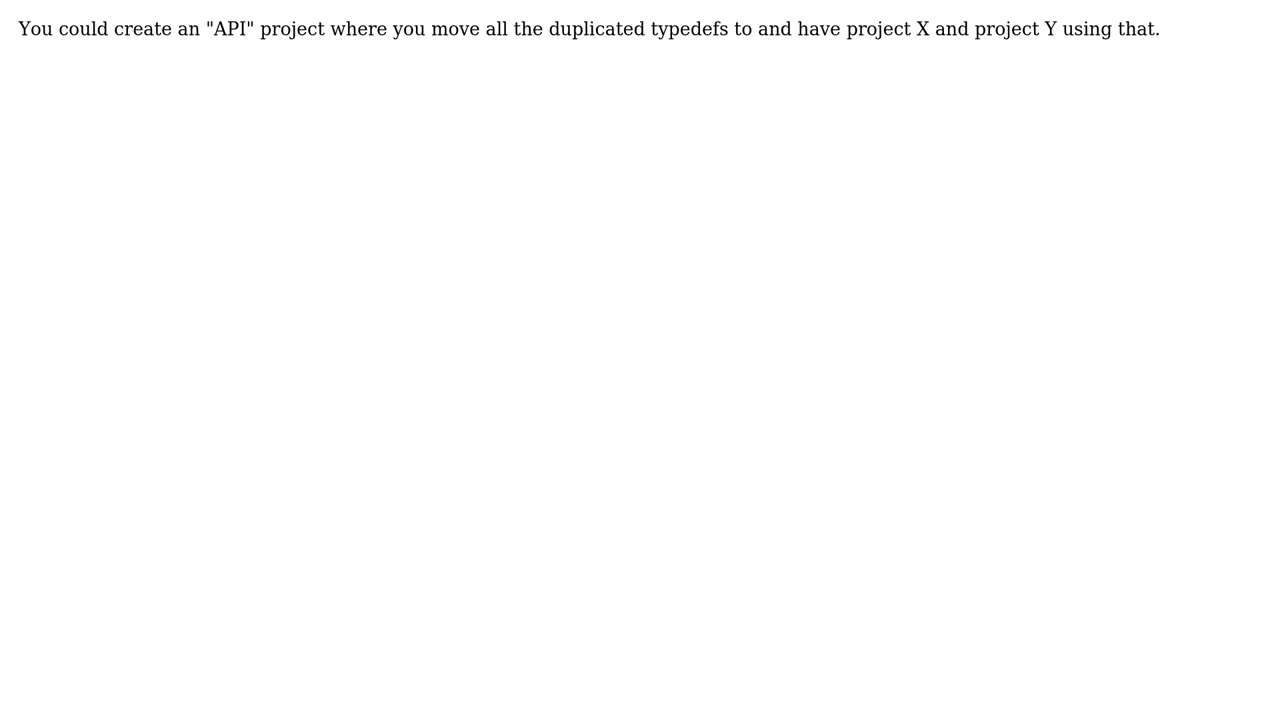 You could create an "API" project where you move all the duplicated typedefs to and have project X and project Y using that.